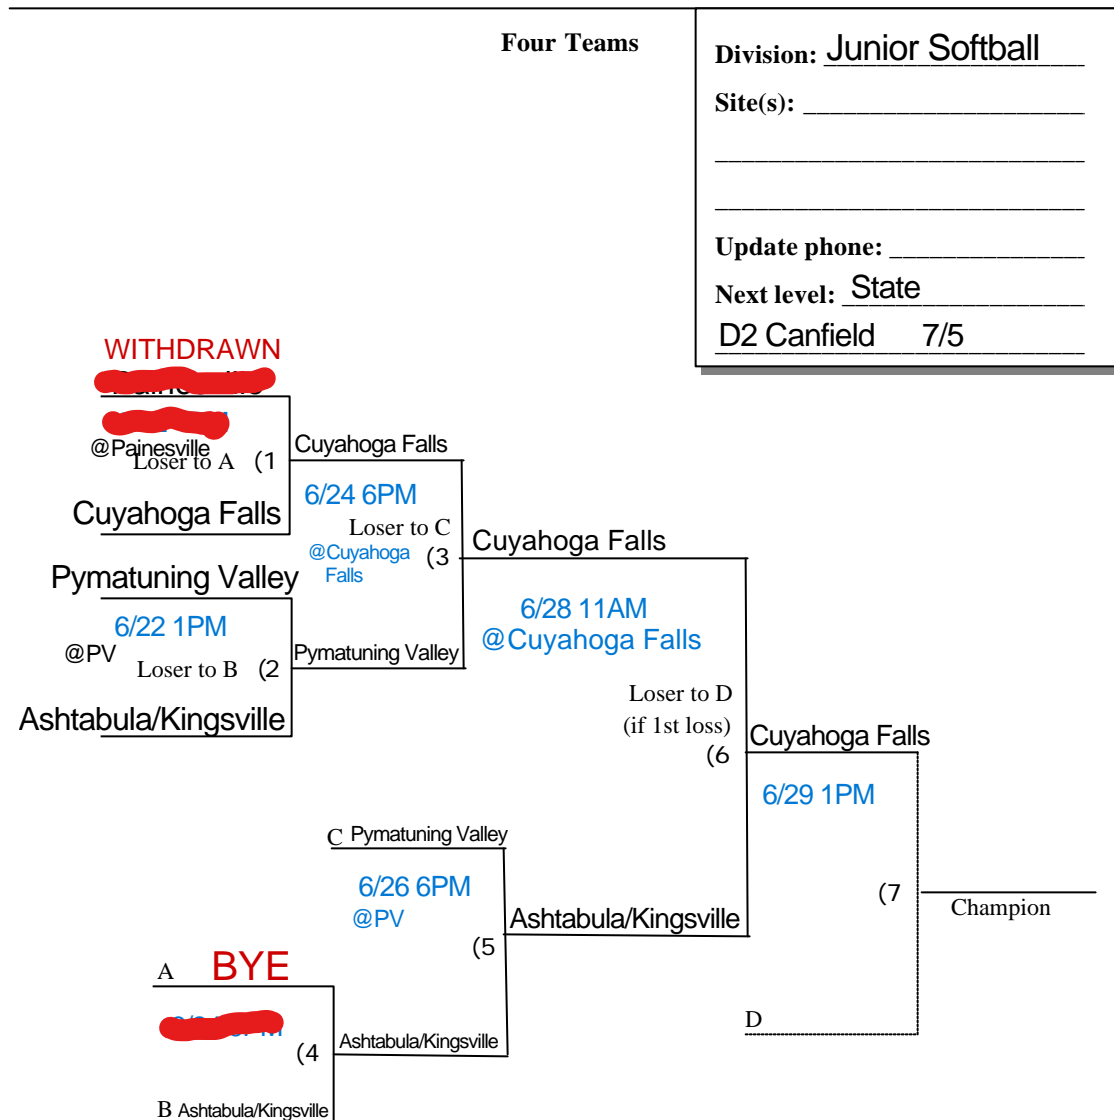 Four Teams
Division: Junior Softball
Site(s):
Update phone:
Next level: State
D2 Canfield 7/5
WITHDRAWN
@Painesville
Loser to A (1
Cuyahoga Falls
Cuyahoga Falls
6/24 6PM
Loser to C
@Cuyahoga
Falls
(3
Cuyahoga Falls
Pymatuning Valley
6/22 1PM
@PV
Loser to B (2
Pymatuning Valley
Ashtabula/Kingsville
6/28 11AM
@Cuyahoga Falls
Loser to D
(if 1st loss)
(6
Cuyahoga Falls
6/29 1PM
C Pymatuning Valley
6/26 6PM
@PV
(5
Ashtabula/Kingsville
(7
Champion
A BYE
(4
Ashtabula/Kingsville
B Ashtabula/Kingsville
D